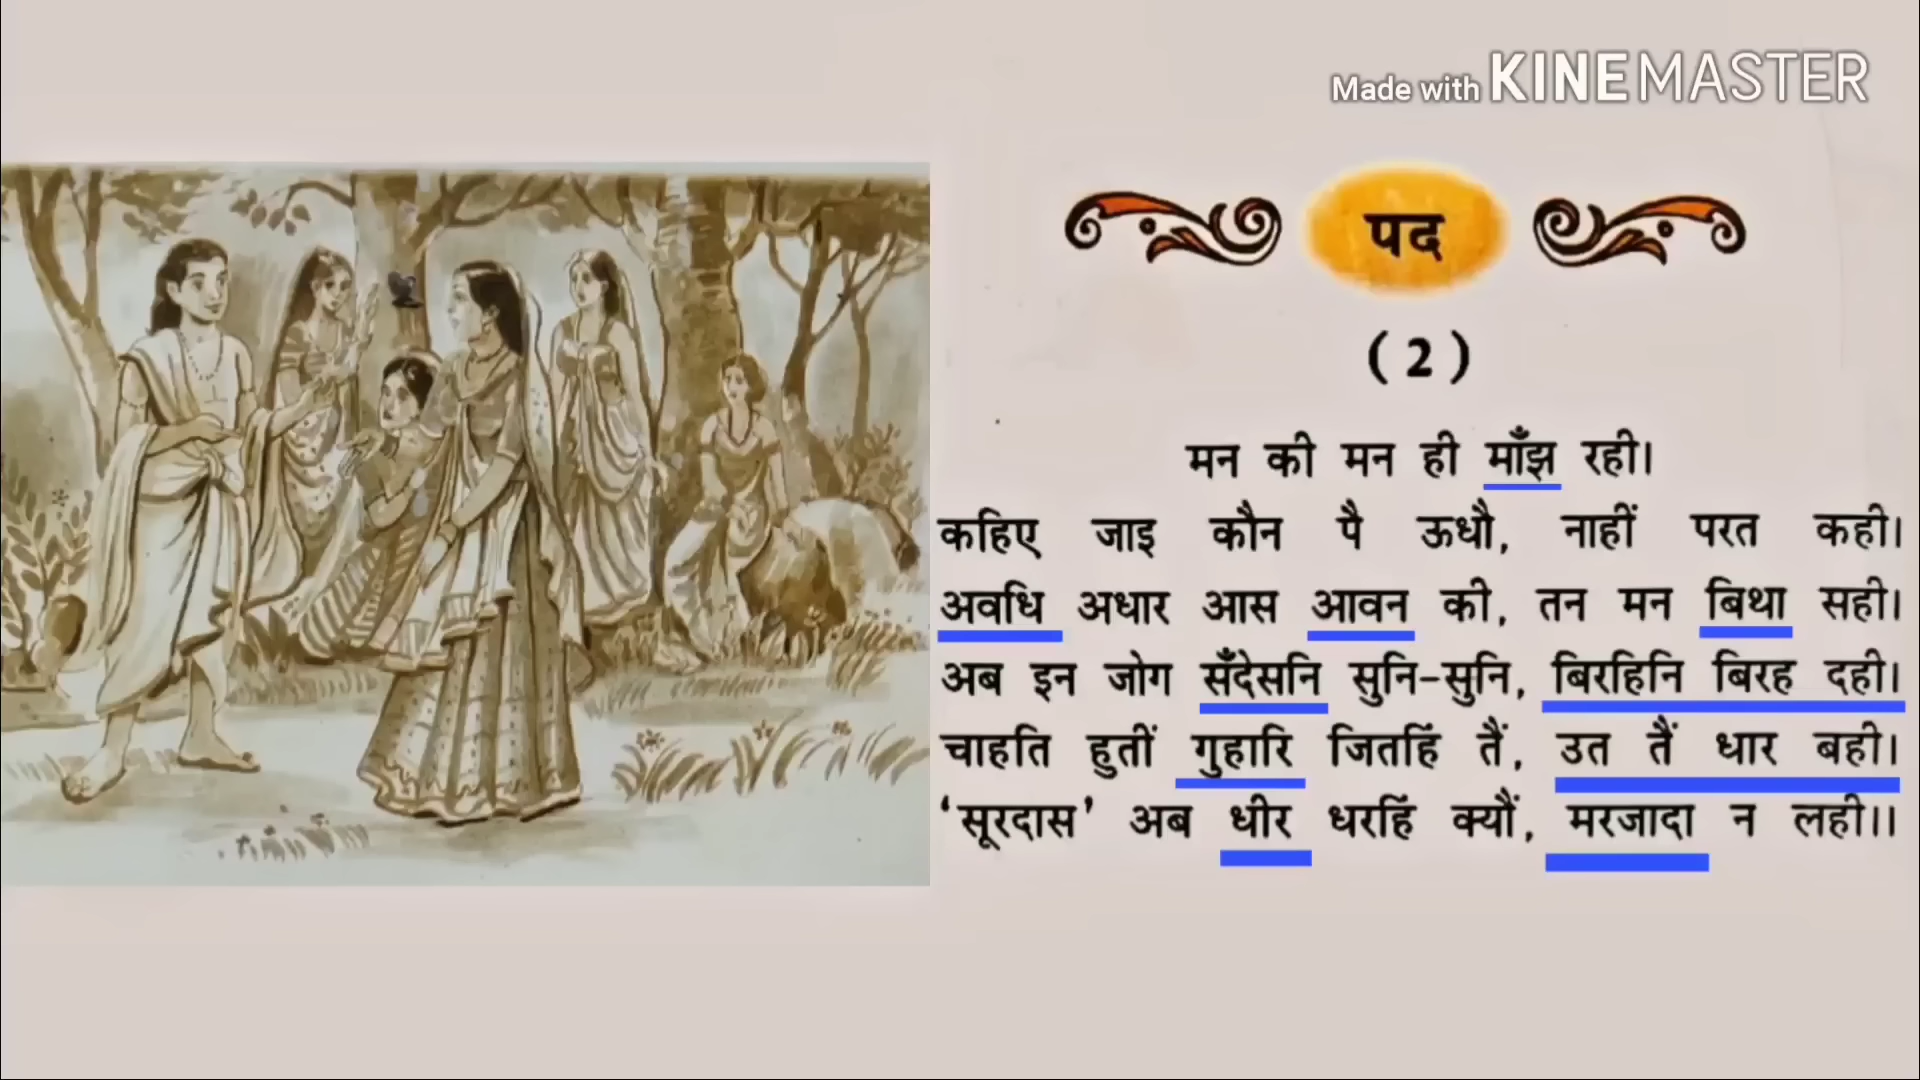 Made with KINEMASTER
पद
( 2 )
मन की मन ही माँझ रही।
कहिए जाइ कौन पै ऊधौ, नाहीं परत कही।
अवधि अधार आस आवन की, तन मन बिथा सही।
अब इन जोग सँदेसनि सुनि-सुनि, बिरहिनि बिरह दही।
चाहति हुतीं गुहारि जितहिं तैं, उत तैं धार बही।
‘सूरदास’ अब धीर धरहिं क्यौं, मरजादा न लही।।